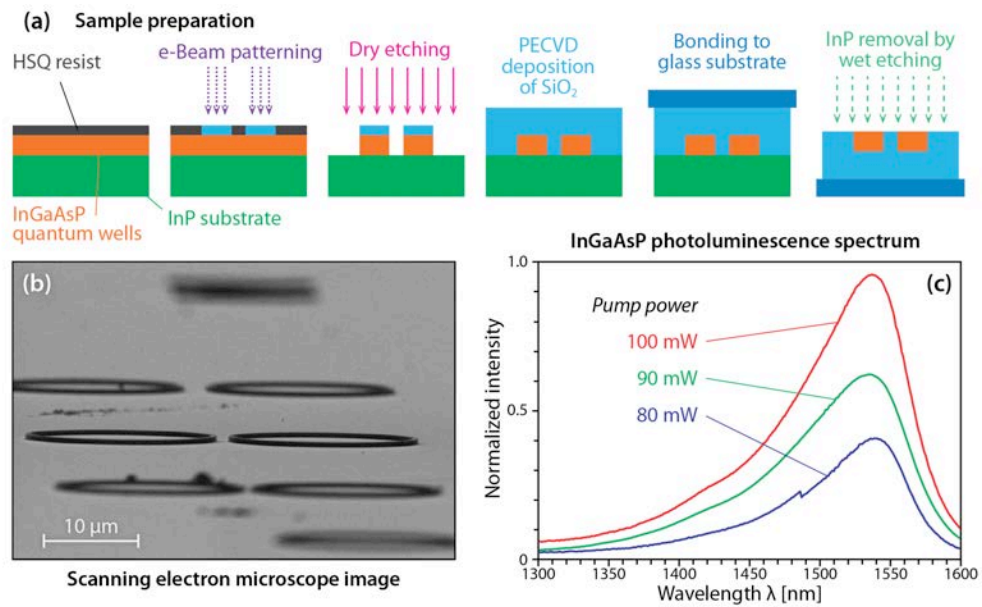 (a) Sample preparation
HSQ resist
e-Beam patterning
Dry etching
PECVD
deposition
of SiO₂
Bonding to
glass substrate
InP removal by
wet etching
InGaAsP
quantum wells
InP substrate
(b)
10 μm
Scanning electron microscope image
InGaAsP photoluminescence spectrum
(c)
Pump power
100 mW
90 mW
80 mW
Normalized intensity
1.0
0.5
0
1300 1350 1400 1450 1500 1550 1600
Wavelength λ [nm]